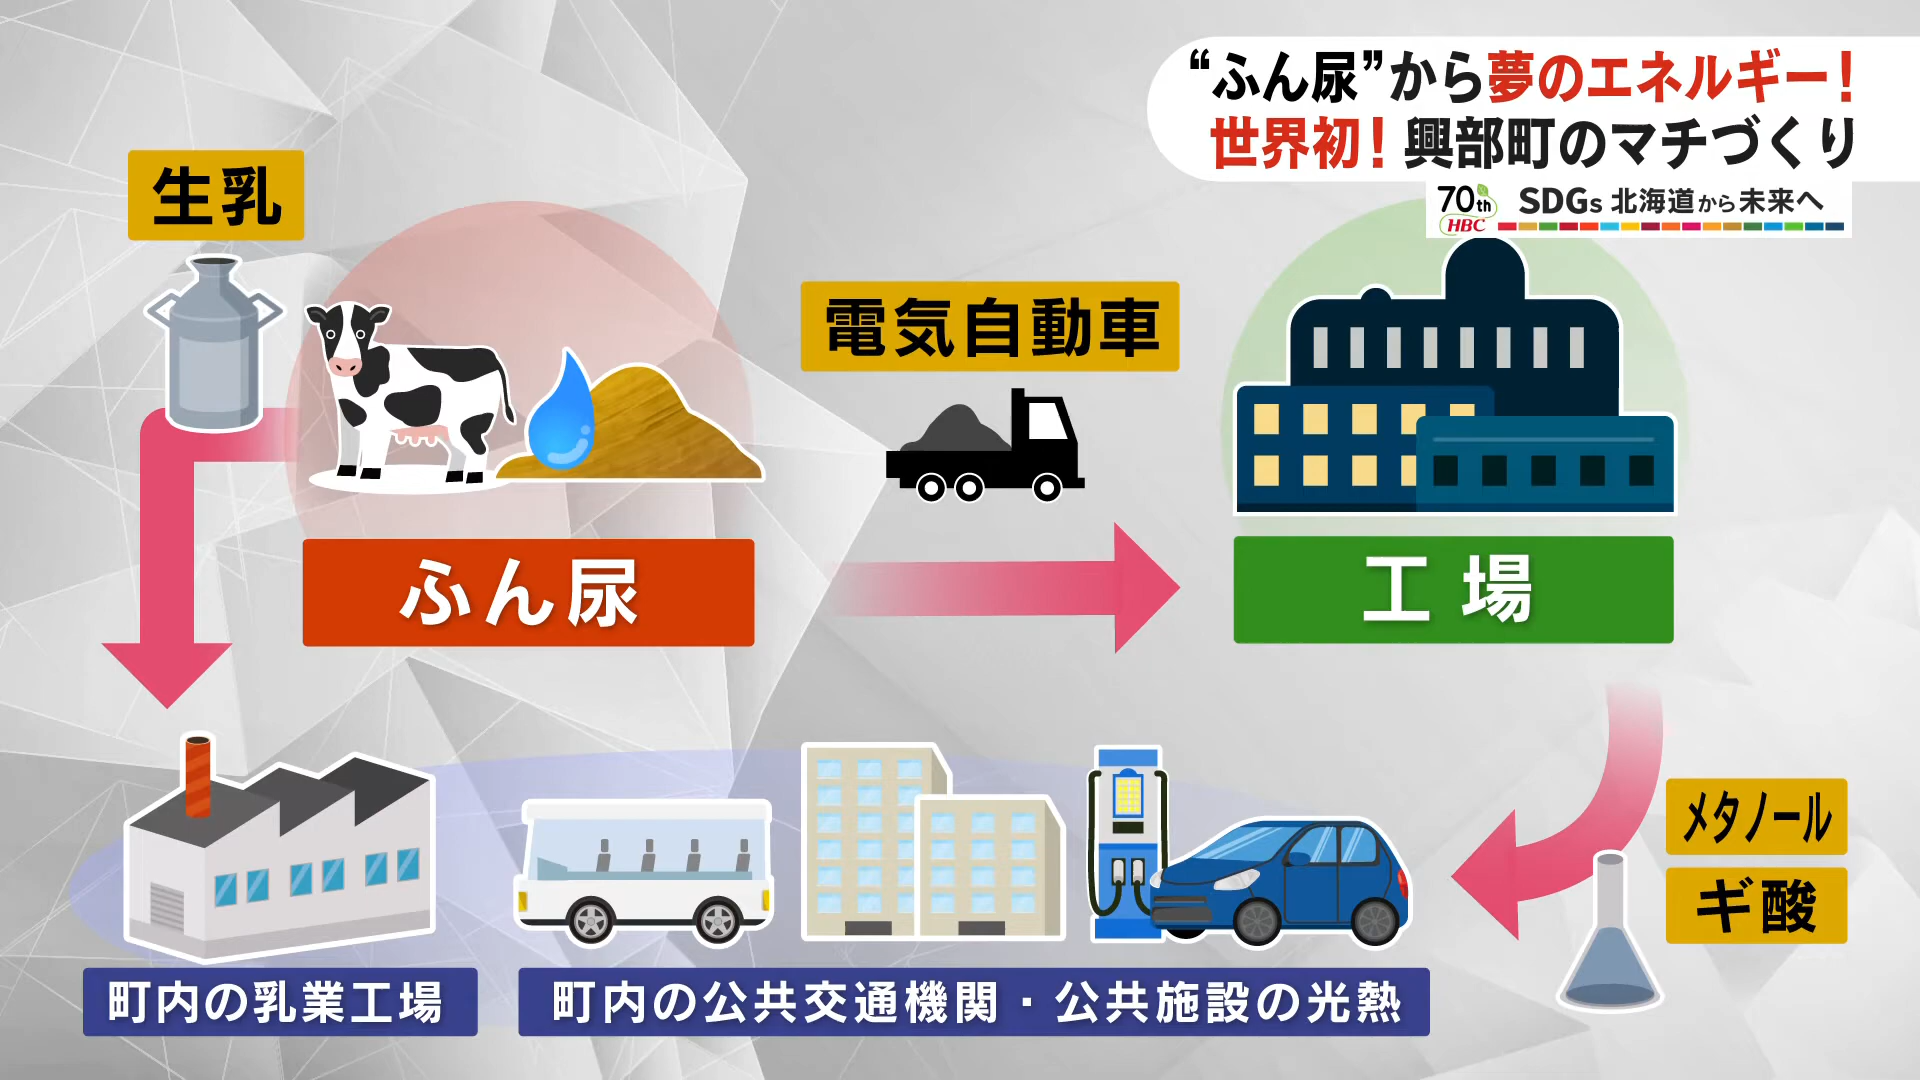 “ふん尿”から夢のエネルギー！
世界初！興部町のマチづくり
70th HBC SDGs 北海道から未来へ
生乳
電気自動車
ふん尿
工場
メタノール
ギ酸
町内の乳業工場
町内の公共交通機関・公共施設の光熱